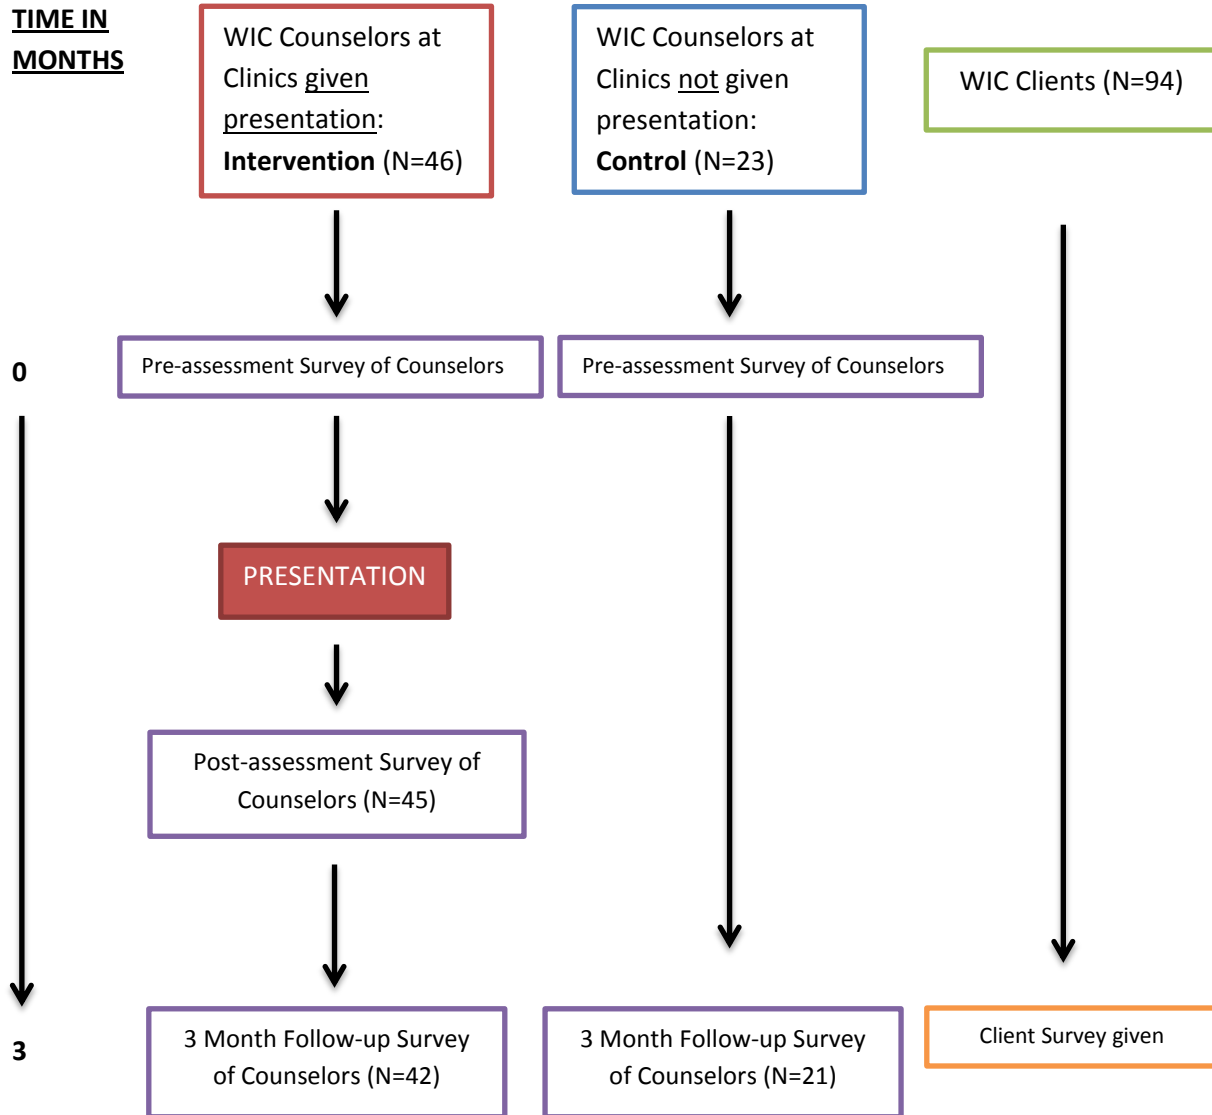 TIME IN
MONTHS
WIC Counselors at
Clinics given
presentation:
Intervention (N=46)
WIC Counselors at
Clinics not given
presentation:
Control (N=23)
WIC Clients (N=94)
0
Pre-assessment Survey of Counselors
Pre-assessment Survey of Counselors
PRESENTATION
Post-assessment Survey of
Counselors (N=45)
3
3 Month Follow-up Survey
of Counselors (N=42)
3 Month Follow-up Survey
of Counselors (N=21)
Client Survey given